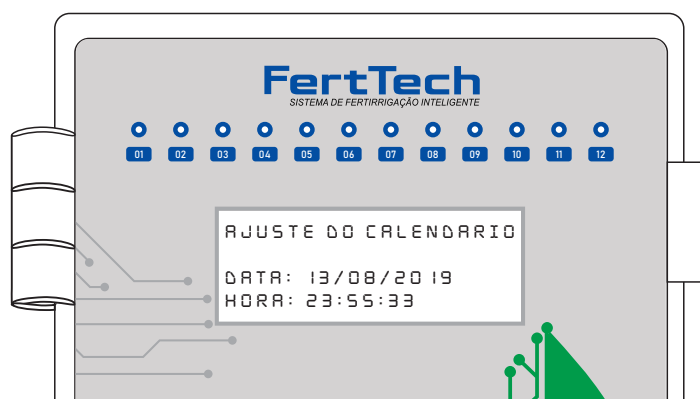 FertTech
SISTEMA DE FERTIRRIGAÇÃO INTELIGENTE
01 02 03 04 05 06 07 08 09 10 11 12
AJUSTE DO CALENDARIO
DATA: 13/08/2019
HORA: 23:55:33